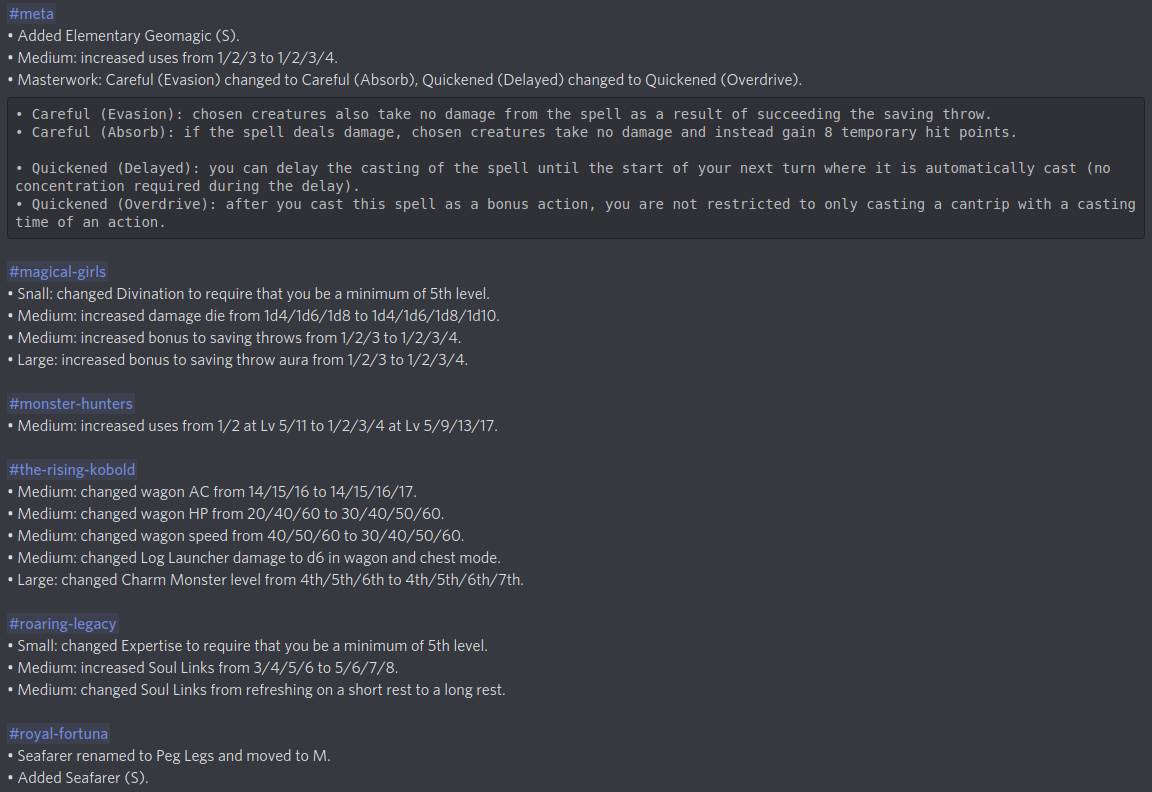 #meta
• Added Elementary Geomagic (S).
• Medium: increased uses from 1/2/3 to 1/2/3/4.
• Masterwork: Careful (Evasion) changed to Careful (Absorb), Quickened (Delayed) changed to Quickened (Overdrive).
• Careful (Evasion): chosen creatures also take no damage from the spell as a result of succeeding the saving throw.
• Careful (Absorb): if the spell deals damage, chosen creatures take no damage and instead gain 8 temporary hit points.
• Quickened (Delayed): you can delay the casting of the spell until the start of your next turn where it is automatically cast (no
concentration required during the delay).
• Quickened (Overdrive): after you cast this spell as a bonus action, you are not restricted to only casting a cantrip with a casting
time of an action.
#magical-girls
• Snall: changed Divination to require that you be a minimum of 5th level.
• Medium: increased damage die from 1d4/1d6/1d8 to 1d4/1d6/1d8/1d10.
• Medium: increased bonus to saving throws from 1/2/3 to 1/2/3/4.
• Large: increased bonus to saving throw aura from 1/2/3 to 1/2/3/4.
#monster-hunters
• Medium: increased uses from 1/2 at Lv 5/11 to 1/2/3/4 at Lv 5/9/13/17.
#the-rising-kobold
• Medium: changed wagon AC from 14/15/16 to 14/15/16/17.
• Medium: changed wagon HP from 20/40/60 to 30/40/50/60.
• Medium: changed wagon speed from 40/50/60 to 30/40/50/60.
• Medium: changed Log Launcher damage to d6 in wagon and chest mode.
• Large: changed Charm Monster level from 4th/5th/6th to 4th/5th/6th/7th.
#roaring-legacy
• Small: changed Expertise to require that you be a minimum of 5th level.
• Medium: increased Soul Links from 3/4/5/6 to 5/6/7/8.
• Medium: changed Soul Links from refreshing on a short rest to a long rest.
#royal-fortuna
• Seafarer renamed to Peg Legs and moved to M.
• Added Seafarer (S).